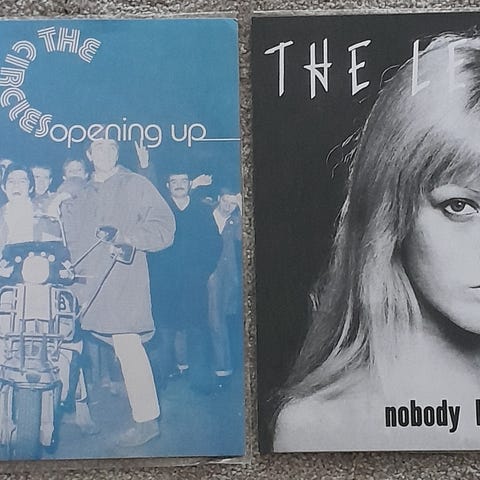 THE
CIRCLES
opening up
THE LE
nobody